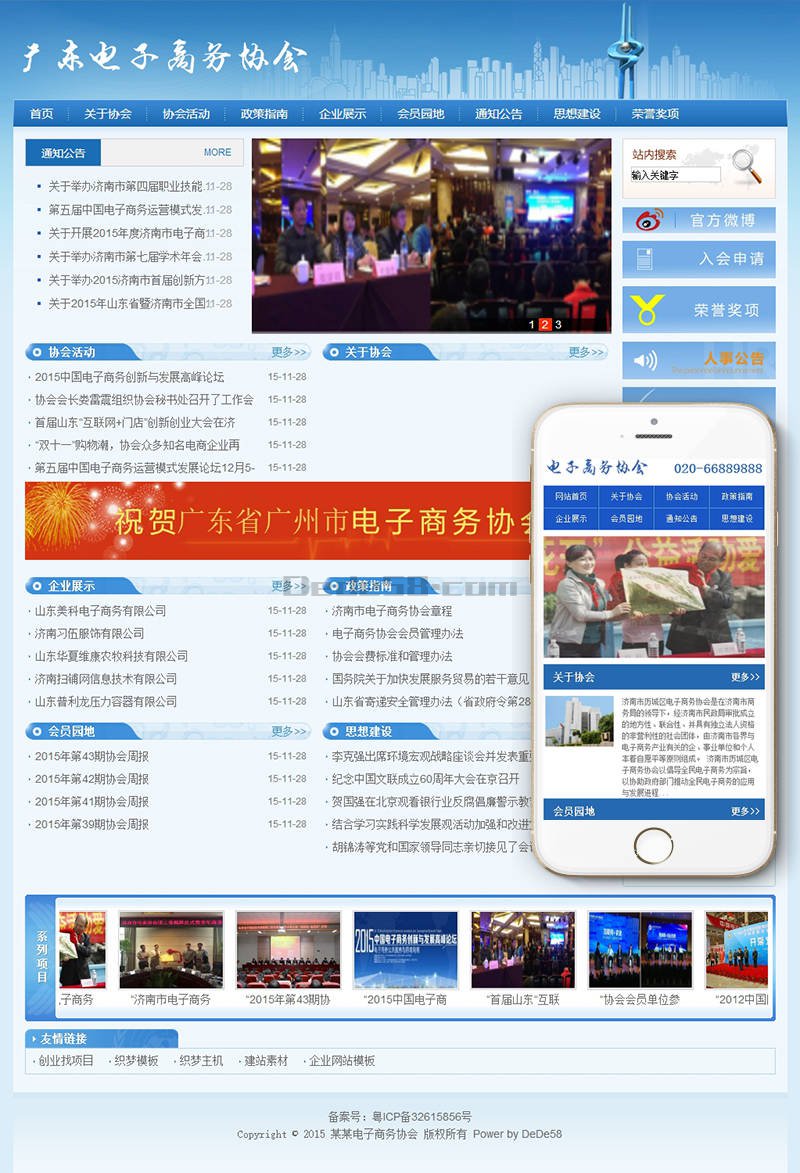 广东电子商务协会
首页 关于协会 协会活动 政策指南 企业展示 会员园地 通知公告 思想建设 荣誉奖项
通知公告 MORE
关于举办济南市第四届职业技能.11-28
第五届中国电子商务运营模式发.11-28
关于开展2015年度济南市电子商11-28
关于举办济南市第七届学术年会.11-28
关于举办2015济南市首届创新方11-28
关于2015年山东省暨济南市全国11-28
1 2 3
站内搜索
输入关键字
官方微博
入会申请
荣誉奖项
人事公告
协会活动 更多>>
· 2015中国电子商务创新与发展高峰论坛 15-11-28
· 协会会长娄雷震组织协会秘书处召开了工作会 15-11-28
· 首届山东“互联网+门店”创新创业大会在济 15-11-28
· “双十一”购物潮，协会众多知名电商企业再 15-11-28
· 第五届中国电子商务运营模式发展论坛12月5- 15-11-28
关于协会 更多>>
祝贺广东省广州市电子商务协会
企业展示 更多>>
· 山东美科电子商务有限公司 15-11-28
· 济南习伍服饰有限公司 15-11-28
· 山东华夏维康农牧科技有限公司 15-11-28
· 济南扫铺网信息技术有限公司 15-11-28
· 山东普利龙压力容器有限公司 15-11-28
Dede58.com
政策指南
· 济南市电子商务协会章程
· 电子商务协会会员管理办法
· 协会会费标准和管理办法
· 国务院关于加快发展服务贸易的若干意见
· 山东省寄递安全管理办法（省政府令第28
会员园地 更多>>
· 2015年第43期协会周报 15-11-28
· 2015年第42期协会周报 15-11-28
· 2015年第41期协会周报 15-11-28
· 2015年第39期协会周报 15-11-28
思想建设
· 李克强出席环境宏观战略座谈会并发表重
· 纪念中国文联成立60周年大会在京召开
· 贺国强在北京观看银行业反腐倡廉警示教
· 结合学习实践科学发展观活动加强和改进
· 胡锦涛等党和国家领导同志亲切接见了会
电子商务协会 020-66889888
网站首页 关于协会 协会活动 政策指南
企业展示 会员园地 通知公告 思想建设
关于协会 更多>>
济南市历城区电子商务协会是在济南市商
务局的领导下，经济南市民政局审批成立
的地方性、联合性、并具有独立法人资格
的非营利性的社会团体，由济南市各界与
电子商务产业有关的企、事业单位和个人
本着自愿平等原则组成。 济南市历城区电
子商务协会以倡导全民电子商务为宗旨，
以协助政府部门推动全民电子商务的应用
与发展进程...
会员园地 更多>>
系列项目
2015中国电子商务创新与发展高峰论坛
子商务 “济南市电子商务 “2015年第43期协 “2015中国电子商 “首届山东“互联 “协会会员单位参 “2012中国
友情链接
· 创业找项目 · 织梦模板 · 织梦主机 · 建站素材 · 企业网站模板
备案号：粤ICP备32615856号
Copyright © 2015 某某电子商务协会 版权所有 Power by DeDe58